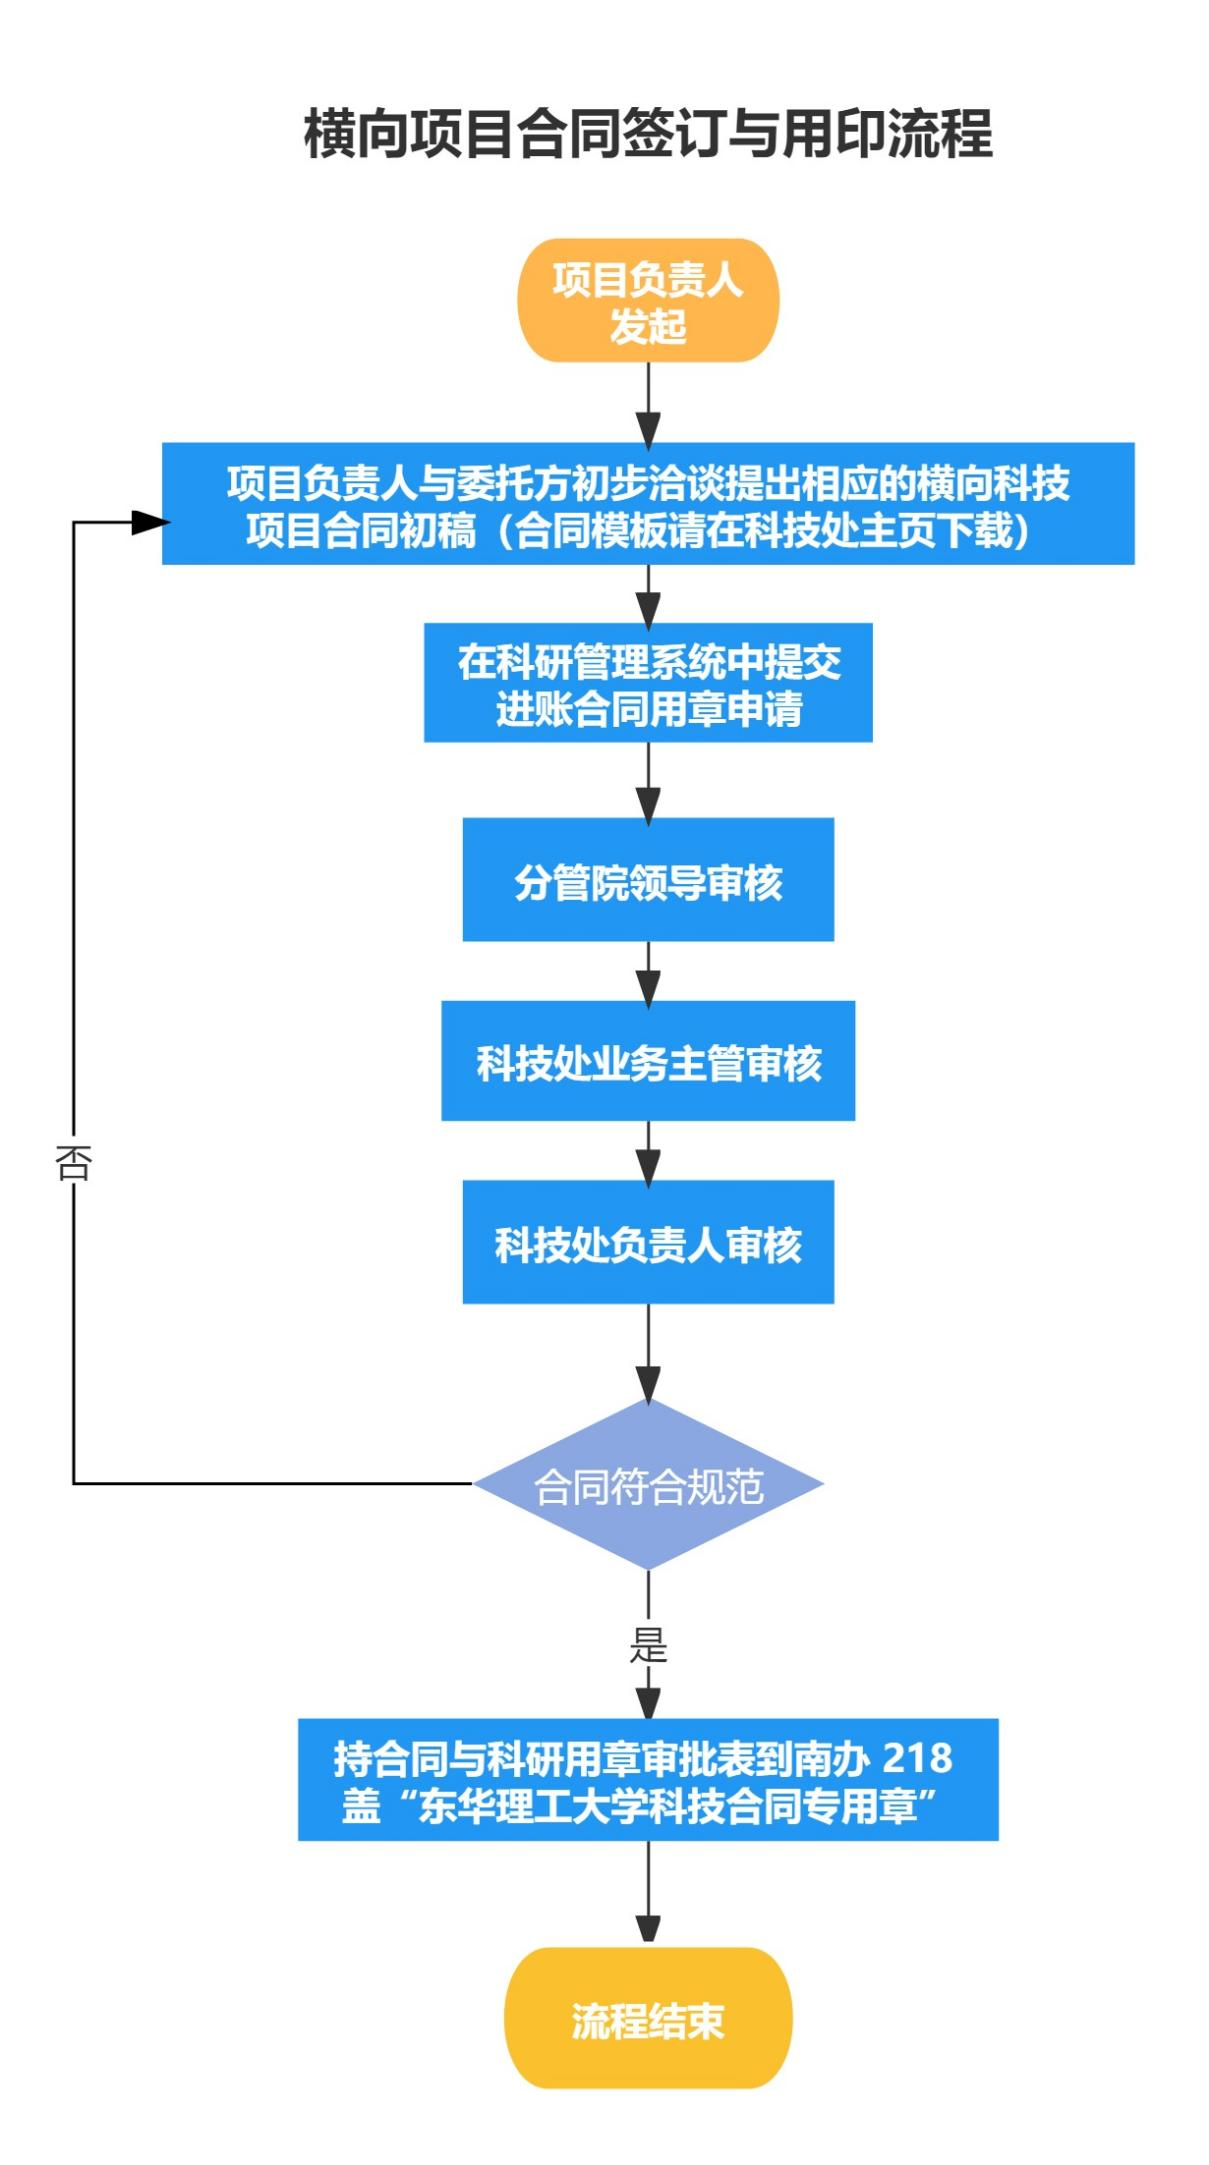 横向项目合同签订与用印流程
项目负责人
发起
项目负责人与委托方初步洽谈提出相应的横向科技
项目合同初稿（合同模板请在科技处主页下载）
在科研管理系统中提交
进账合同用章申请
分管院领导审核
科技处业务主管审核
否
科技处负责人审核
合同符合规范
是
持合同与科研用章审批表到南办 218
盖“东华理工大学科技合同专用章”
流程结束